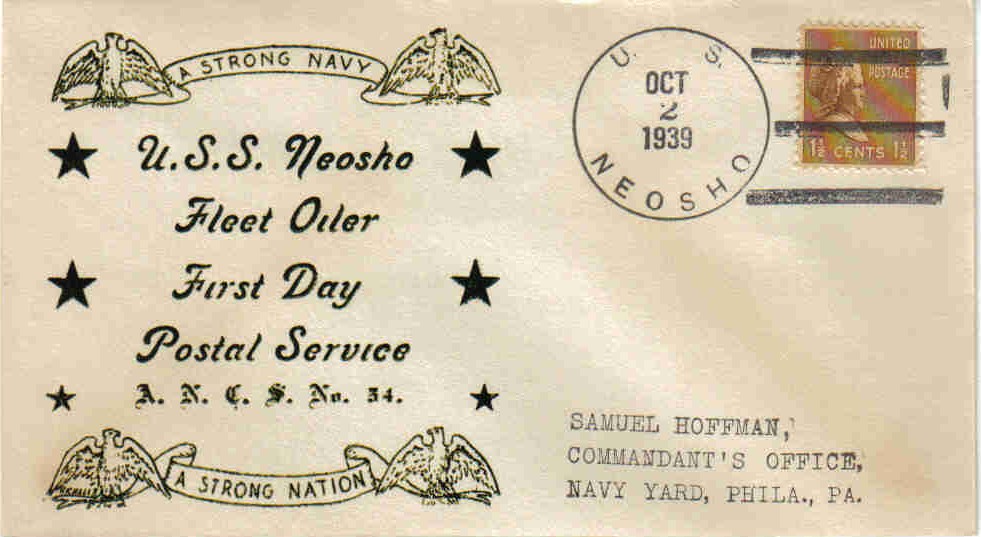 A STRONG NAVY
U.S.S. Neosho
Fleet Oiler
First Day
Postal Service
A. N. C. S. No. 34.
A STRONG NATION
U. S.
OCT
2
1939
NEOSHO
UNITED
POSTAGE
1½ CENTS 1½
SAMUEL HOFFMAN,
COMMANDANT'S OFFICE,
NAVY YARD, PHILA., PA.